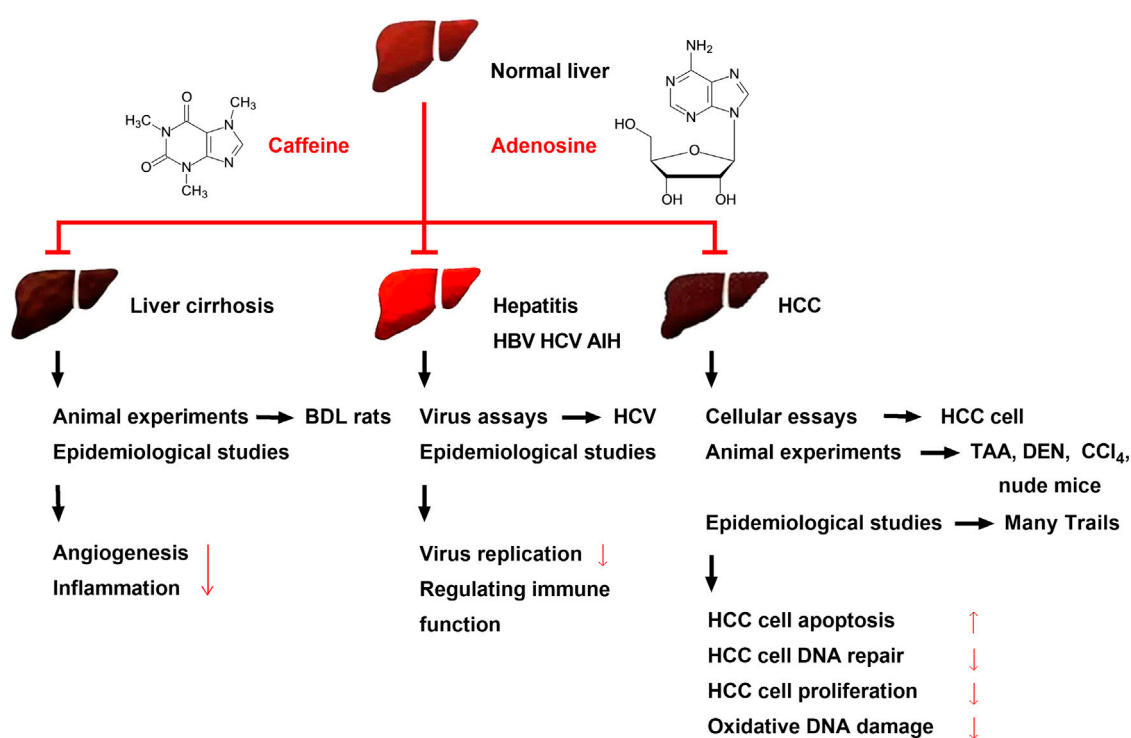 Normal liver
NH₂
N
N
N
N
HO
O
OH
OH
O
CH₃
H₃C
N
N
O
N
N
CH₃
Caffeine
Adenosine
Liver cirrhosis
Hepatitis
HBV HCV AIH
HCC
Animal experiments
BDL rats
Epidemiological studies
Angiogenesis
Inflammation
Virus assays
HCV
Epidemiological studies
Virus replication
Regulating immune
function
Cellular essays
HCC cell
Animal experiments
TAA, DEN, CCl₄,
nude mice
Epidemiological studies
Many Trails
HCC cell apoptosis
HCC cell DNA repair
HCC cell proliferation
Oxidative DNA damage